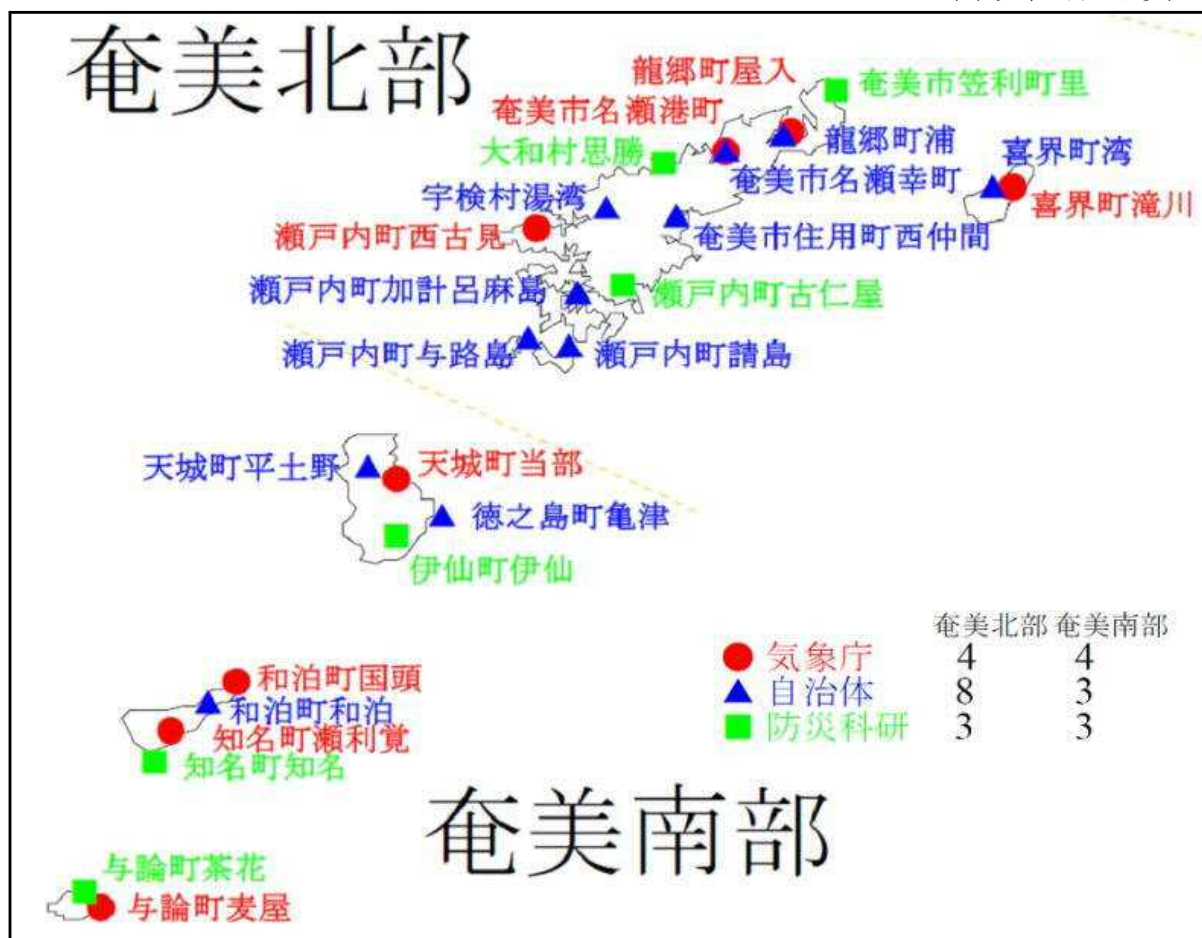 奄美北部
龍郷町屋入
奄美市笠利町里
奄美市名瀬港町
大和村思勝
龍郷町浦
喜界町湾
宇検村湯湾
奄美市名瀬幸町
喜界町滝川
瀬戸内町西古見
奄美市住用町西仲間
瀬戸内町加計呂麻島
瀬戸内町古仁屋
瀬戸内町与路島
瀬戸内町請島
天城町平土野
天城町当部
徳之島町亀津
伊仙町伊仙
奄美北部 奄美南部
気象庁 4 4
自治体 8 3
防災科研 3 3
和泊町国頭
和泊町和泊
知名町瀬利覚
知名町知名
奄美南部
与論町茶花
与論町麦屋